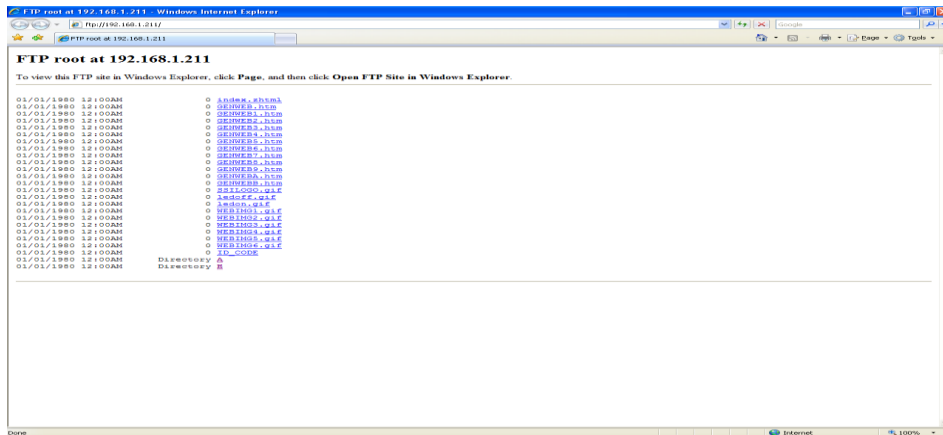 FTP root at 192.168.1.211 - Windows Internet Explorer
ftp://192.168.1.211/
Google
FTP root at 192.168.1.211
Page Tools
FTP root at 192.168.1.211
To view this FTP site in Windows Explorer, click Page, and then click Open FTP Site in Windows Explorer.
01/01/1980 12:00AM 0 index.shtml
01/01/1980 12:00AM 0 GENWEB.htm
01/01/1980 12:00AM 0 GENWEB1.htm
01/01/1980 12:00AM 0 GENWEB2.htm
01/01/1980 12:00AM 0 GENWEB3.htm
01/01/1980 12:00AM 0 GENWEB4.htm
01/01/1980 12:00AM 0 GENWEB5.htm
01/01/1980 12:00AM 0 GENWEB6.htm
01/01/1980 12:00AM 0 GENWEB7.htm
01/01/1980 12:00AM 0 GENWEB8.htm
01/01/1980 12:00AM 0 GENWEB9.htm
01/01/1980 12:00AM 0 GENWEBA.htm
01/01/1980 12:00AM 0 GENWEBB.htm
01/01/1980 12:00AM 0 SSILOGO.gif
01/01/1980 12:00AM 0 ledoff.gif
01/01/1980 12:00AM 0 ledon.gif
01/01/1980 12:00AM 0 WEBIMG1.gif
01/01/1980 12:00AM 0 WEBIMG2.gif
01/01/1980 12:00AM 0 WEBIMG3.gif
01/01/1980 12:00AM 0 WEBIMG4.gif
01/01/1980 12:00AM 0 WEBIMG5.gif
01/01/1980 12:00AM 0 WEBIMG6.gif
01/01/1980 12:00AM 0 ID_CODE
01/01/1980 12:00AM Directory A
01/01/1980 12:00AM Directory
Done Internet 100%